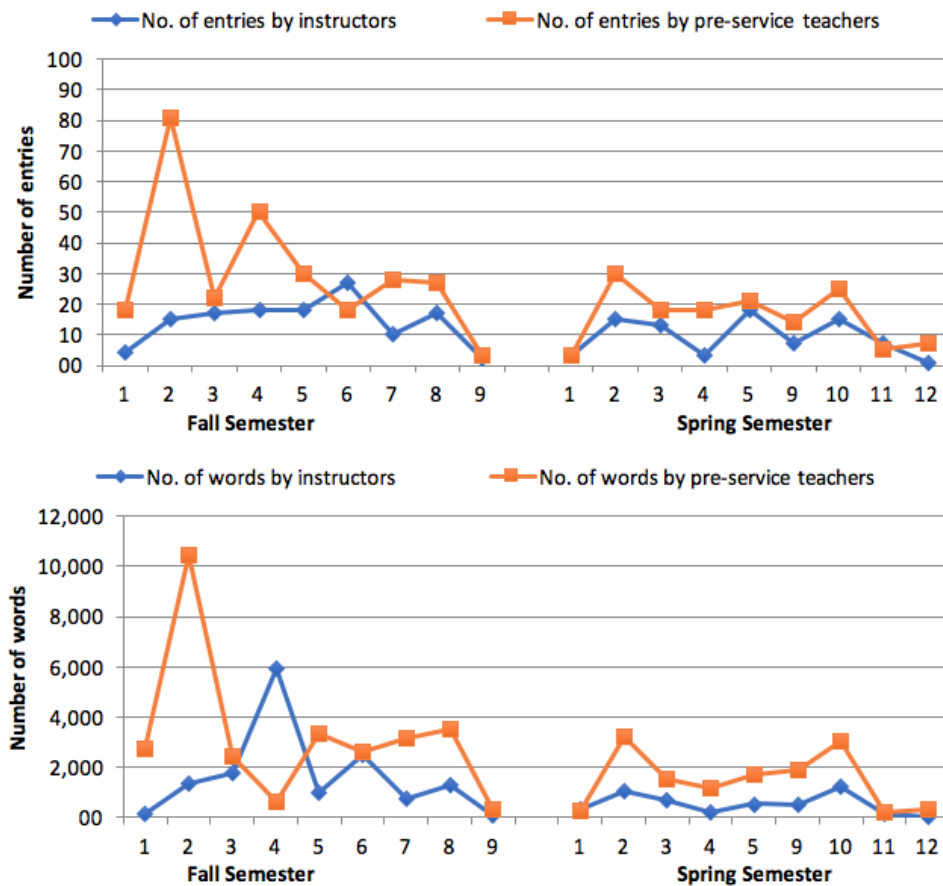 No. of entries by instructors No. of entries by pre-service teachers
100
90
80
70
60
50
40
30
20
10
00
Number of entries
1 2 3 4 5 6 7 8 9 1 2 3 4 5 9 10 11 12
Fall Semester Spring Semester
No. of words by instructors No. of words by pre-service teachers
12,000
10,000
8,000
6,000
4,000
2,000
00
Number of words
1 2 3 4 5 6 7 8 9 1 2 3 4 5 9 10 11 12
Fall Semester Spring Semester